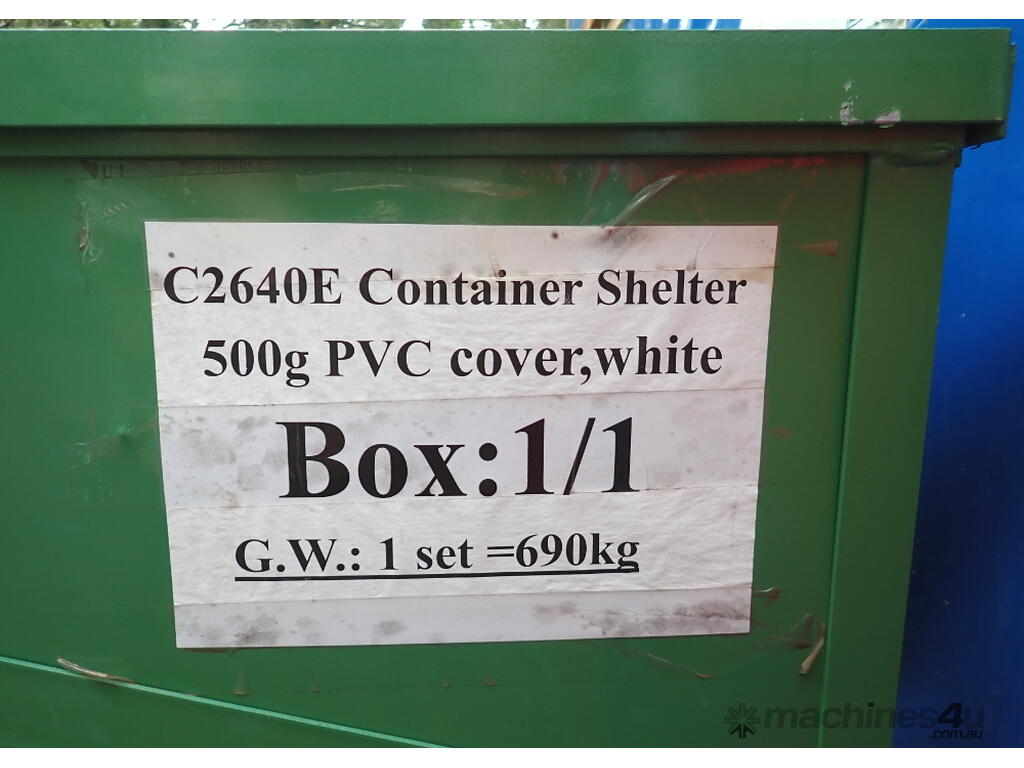 C2640E Container Shelter
500g PVC cover,white
Box:1/1
G.W.: 1 set =690kg
machines4u
.com.au